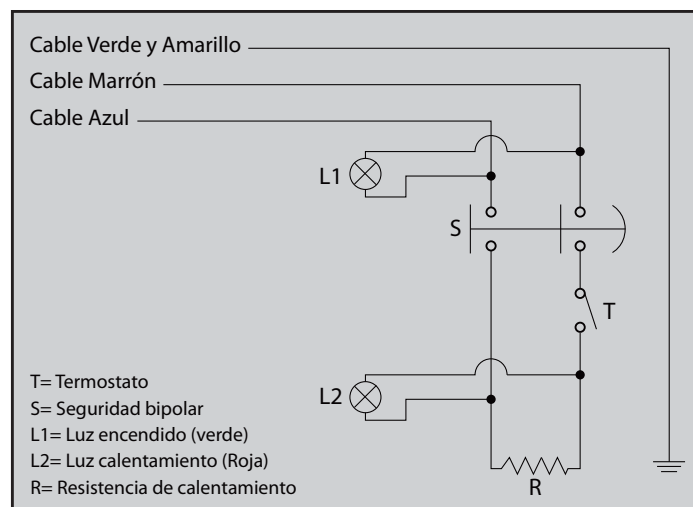 Cable Verde y Amarillo
Cable Marrón
Cable Azul
L1
S
T
L2
R
T= Termostato
S= Seguridad bipolar
L1= Luz encendido (verde)
L2= Luz calentamiento (Roja)
R= Resistencia de calentamiento